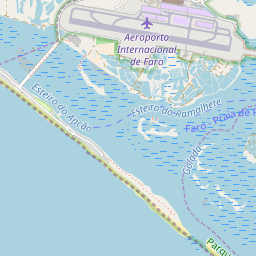 Aeroporto
Internacional
de Faro
Esteiro do Ramalhete
Esteiro do Ancão
Faro - Praia de
Golada
Parqu